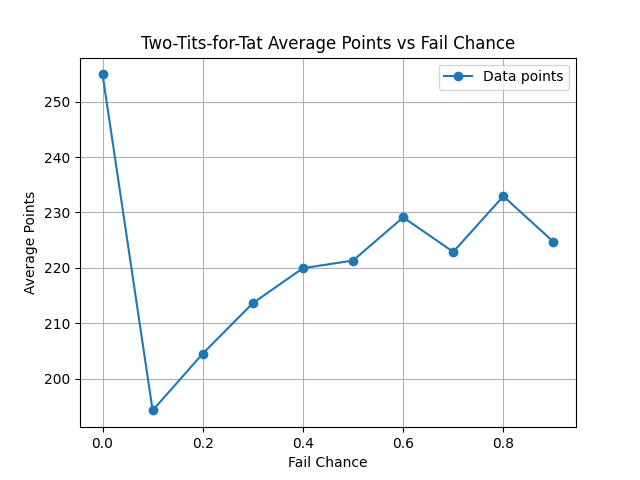 Two-Tits-for-Tat Average Points vs Fail Chance
Data points
Average Points
250
240
230
220
210
200
0.0 0.2 0.4 0.6 0.8
Fail Chance